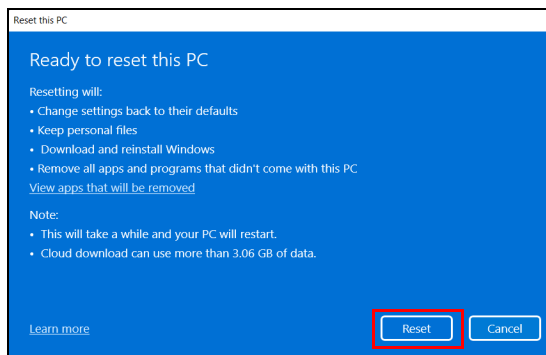 Reset this PC
Ready to reset this PC
Resetting will:
• Change settings back to their defaults
• Keep personal files
• Download and reinstall Windows
• Remove all apps and programs that didn't come with this PC
View apps that will be removed
Note:
• This will take a while and your PC will restart.
• Cloud download can use more than 3.06 GB of data.
Learn more
Reset
Cancel